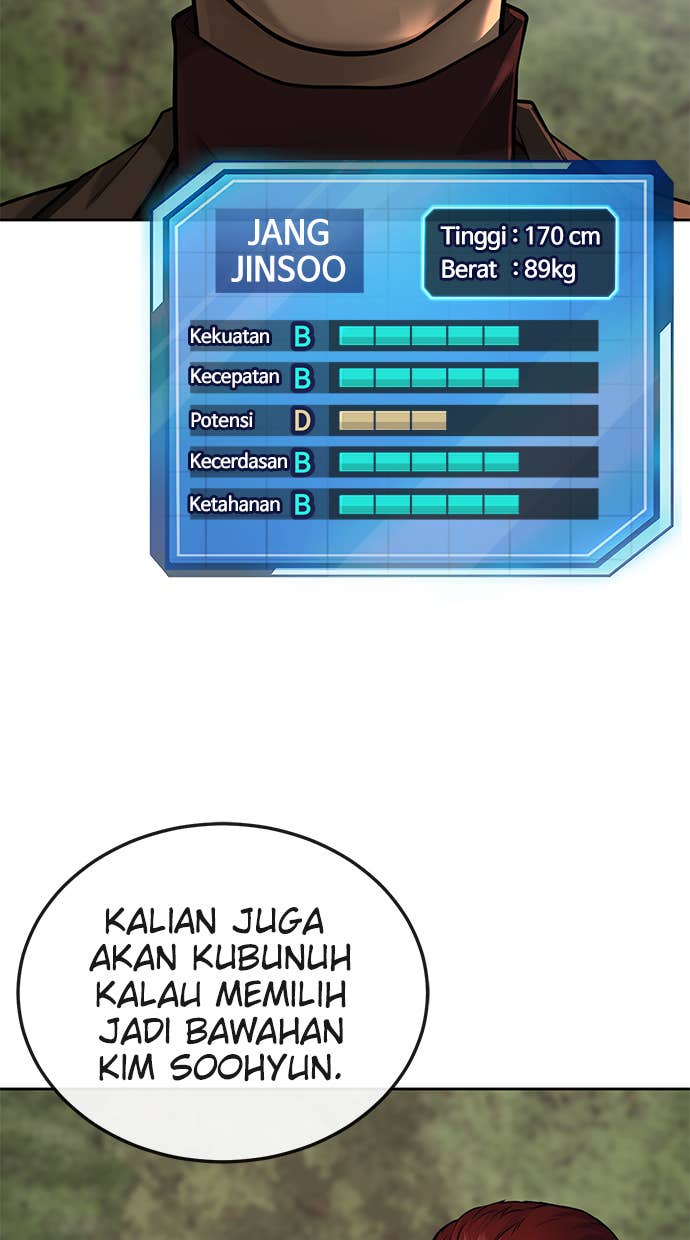 JANG
JINSOO
Tinggi : 170 cm
Berat : 89kg
Kekuatan B
Kecepatan B
Potensi D
Kecerdasan B
Ketahanan B
KALIAN JUGA
AKAN KUBUNUH
KALAU MEMILIH
JADI BAWAHAN
KIM SOOHYUN.